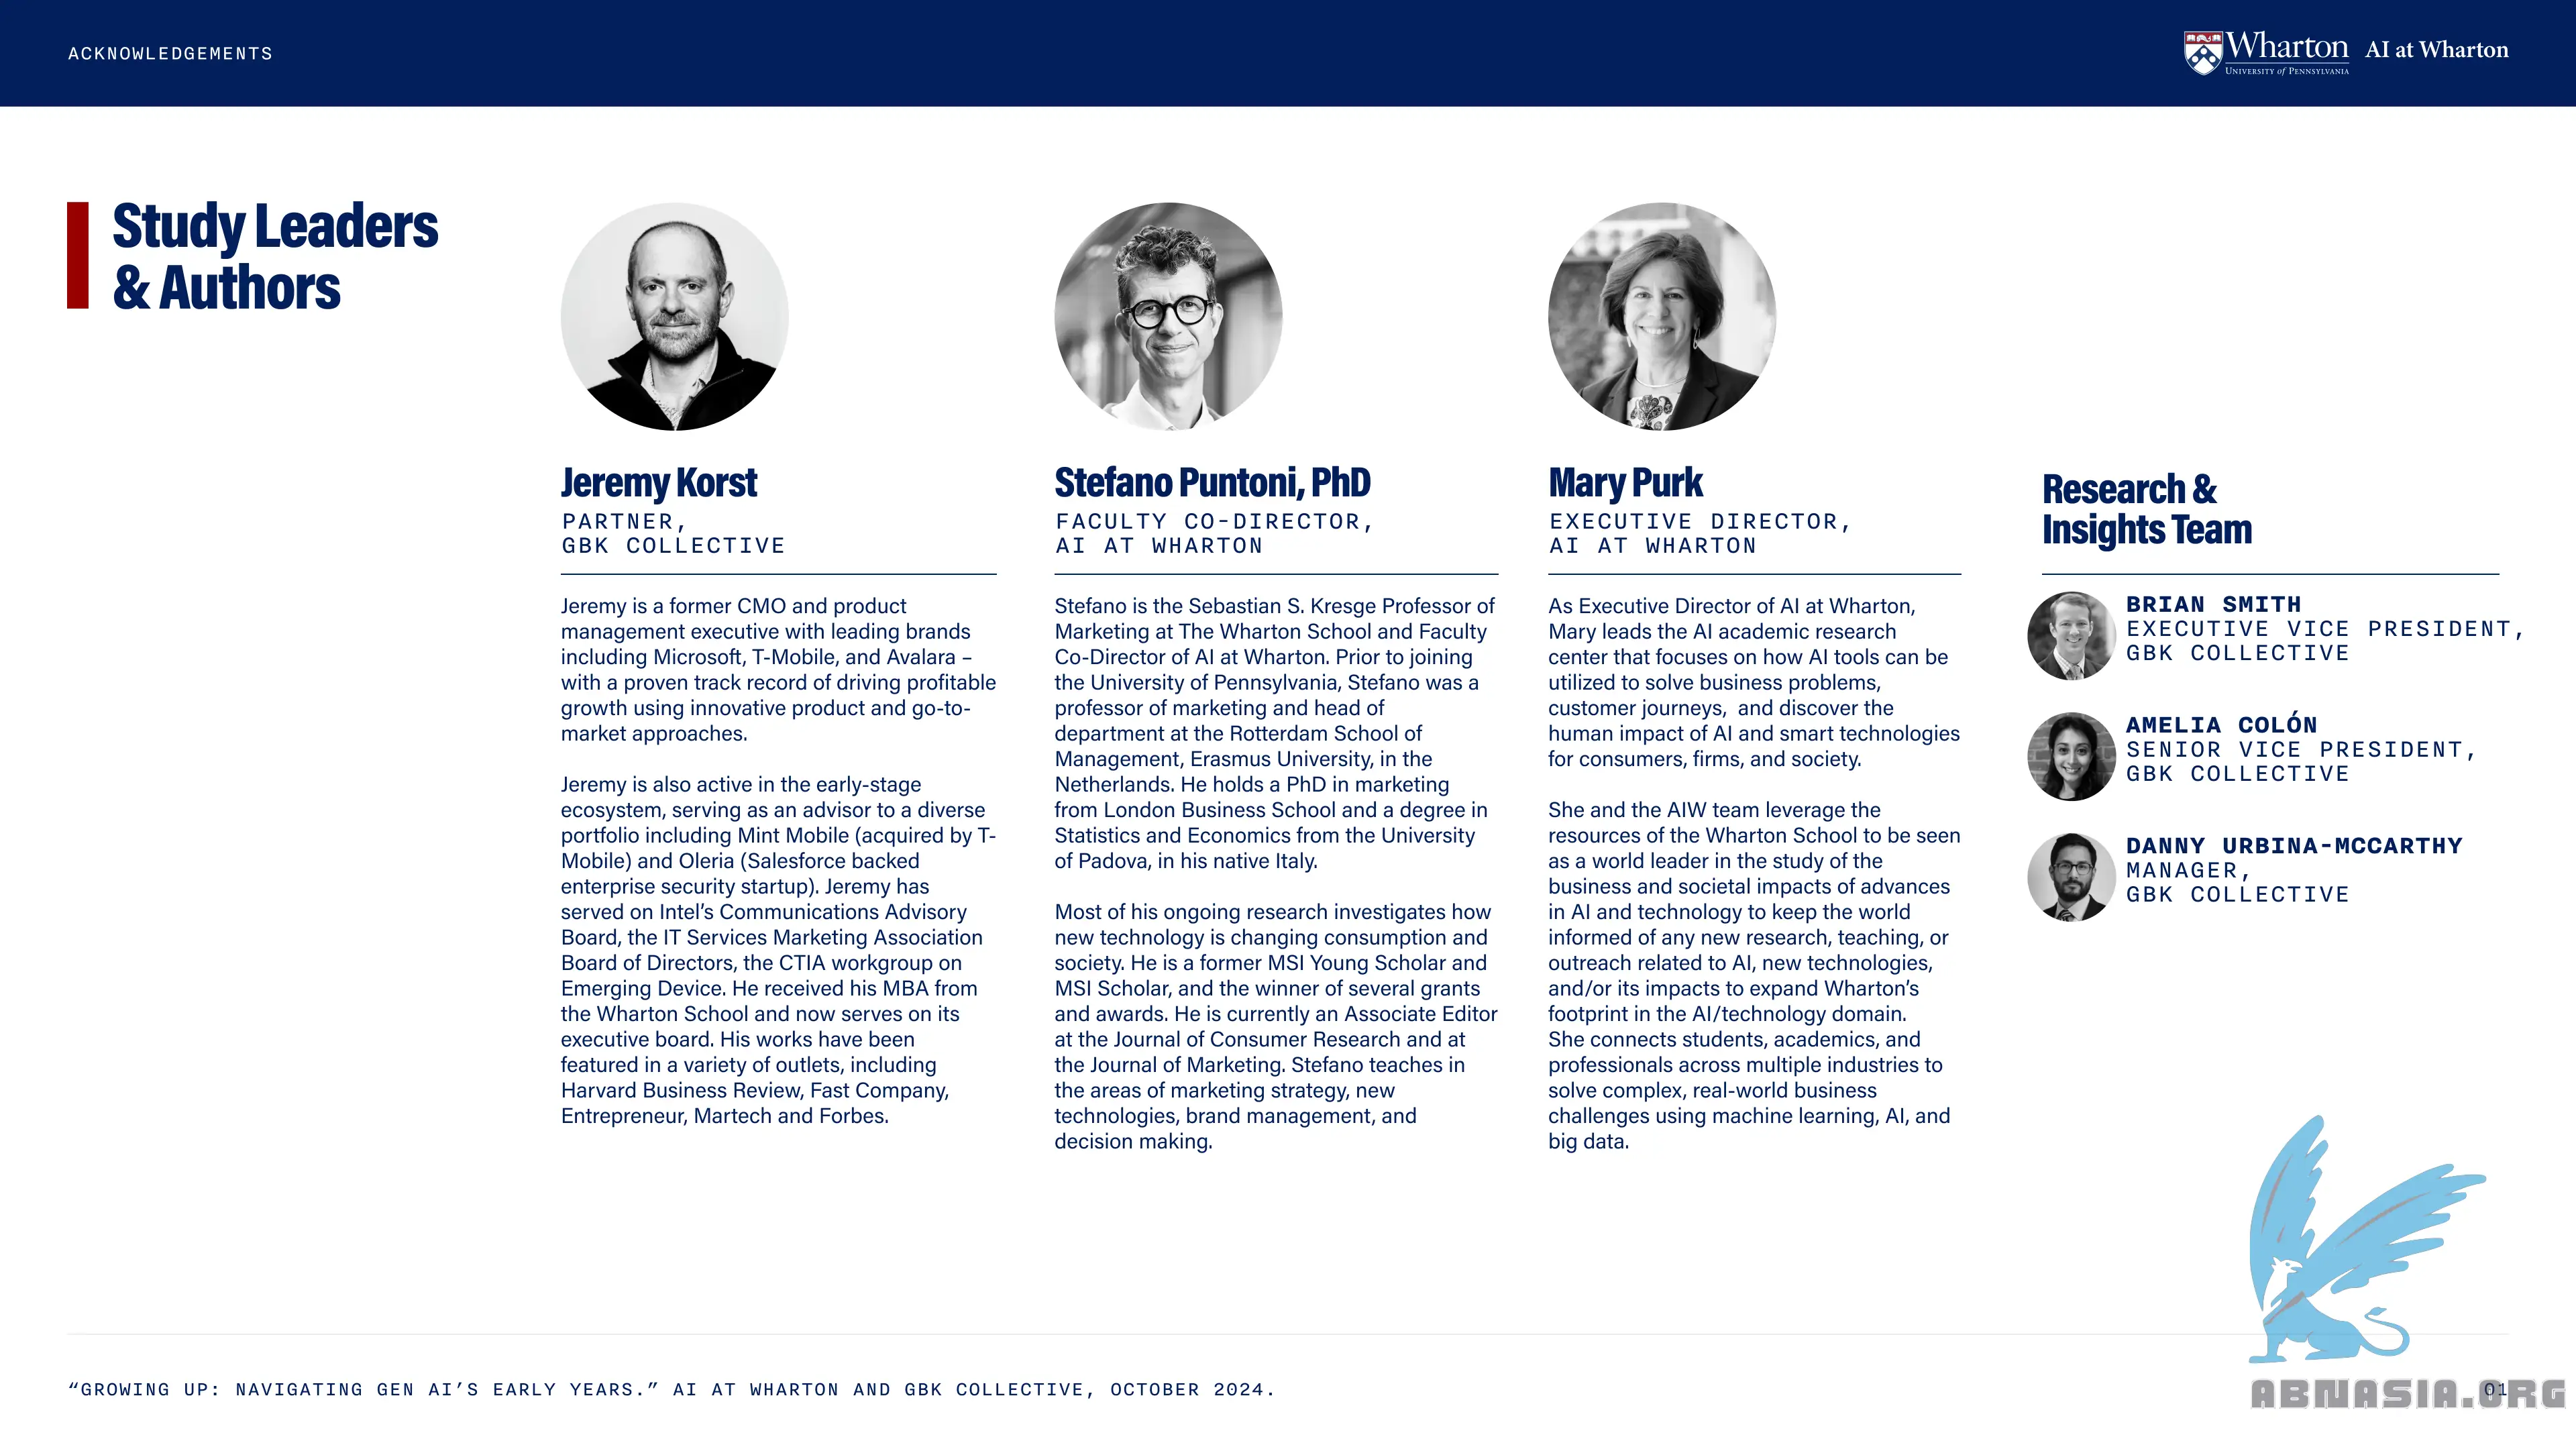 ACKNOWLEDGEMENTS
Wharton
UNIVERSITY of PENNSYLVANIA
AI at Wharton
Study Leaders
& Authors
Jeremy Korst
PARTNER,
GBK COLLECTIVE
Jeremy is a former CMO and product
management executive with leading brands
including Microsoft, T-Mobile, and Avalara –
with a proven track record of driving profitable
growth using innovative product and go-to-
market approaches.
Jeremy is also active in the early-stage
ecosystem, serving as an advisor to a diverse
portfolio including Mint Mobile (acquired by T-
Mobile) and Oleria (Salesforce backed
enterprise security startup). Jeremy has
served on Intel’s Communications Advisory
Board, the IT Services Marketing Association
Board of Directors, the CTIA workgroup on
Emerging Device. He received his MBA from
the Wharton School and now serves on its
executive board. His works have been
featured in a variety of outlets, including
Harvard Business Review, Fast Company,
Entrepreneur, Martech and Forbes.
Stefano Puntoni, PhD
FACULTY CO-DIRECTOR,
AI AT WHARTON
Stefano is the Sebastian S. Kresge Professor of
Marketing at The Wharton School and Faculty
Co-Director of AI at Wharton. Prior to joining
the University of Pennsylvania, Stefano was a
professor of marketing and head of
department at the Rotterdam School of
Management, Erasmus University, in the
Netherlands. He holds a PhD in marketing
from London Business School and a degree in
Statistics and Economics from the University
of Padova, in his native Italy.
Most of his ongoing research investigates how
new technology is changing consumption and
society. He is a former MSI Young Scholar and
MSI Scholar, and the winner of several grants
and awards. He is currently an Associate Editor
at the Journal of Consumer Research and at
the Journal of Marketing. Stefano teaches in
the areas of marketing strategy, new
technologies, brand management, and
decision making.
Mary Purk
EXECUTIVE DIRECTOR,
AI AT WHARTON
As Executive Director of AI at Wharton,
Mary leads the AI academic research
center that focuses on how AI tools can be
utilized to solve business problems,
customer journeys,  and discover the
human impact of AI and smart technologies
for consumers, firms, and society.
She and the AIW team leverage the
resources of the Wharton School to be seen
as a world leader in the study of the
business and societal impacts of advances
in AI and technology to keep the world
informed of any new research, teaching, or
outreach related to AI, new technologies,
and/or its impacts to expand Wharton’s
footprint in the AI/technology domain.
She connects students, academics, and
professionals across multiple industries to
solve complex, real-world business
challenges using machine learning, AI, and
big data.
Research &
Insights Team
BRIAN SMITH
EXECUTIVE VICE PRESIDENT,
GBK COLLECTIVE
AMELIA COLÓN
SENIOR VICE PRESIDENT,
GBK COLLECTIVE
DANNY URBINA-MCCARTHY
MANAGER,
GBK COLLECTIVE
“GROWING UP: NAVIGATING GEN AI’S EARLY YEARS.” AI AT WHARTON AND GBK COLLECTIVE, OCTOBER 2024.
01
ABNASIA.ORG